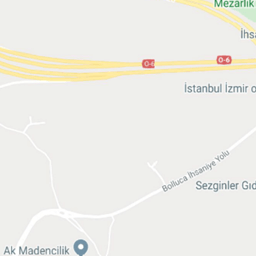 Mezarlık
İhsa
O-6
O-6
İstanbul İzmir o
Bolluca İhsaniye Yolu
Sezginler Gıd
Ak Madencilik